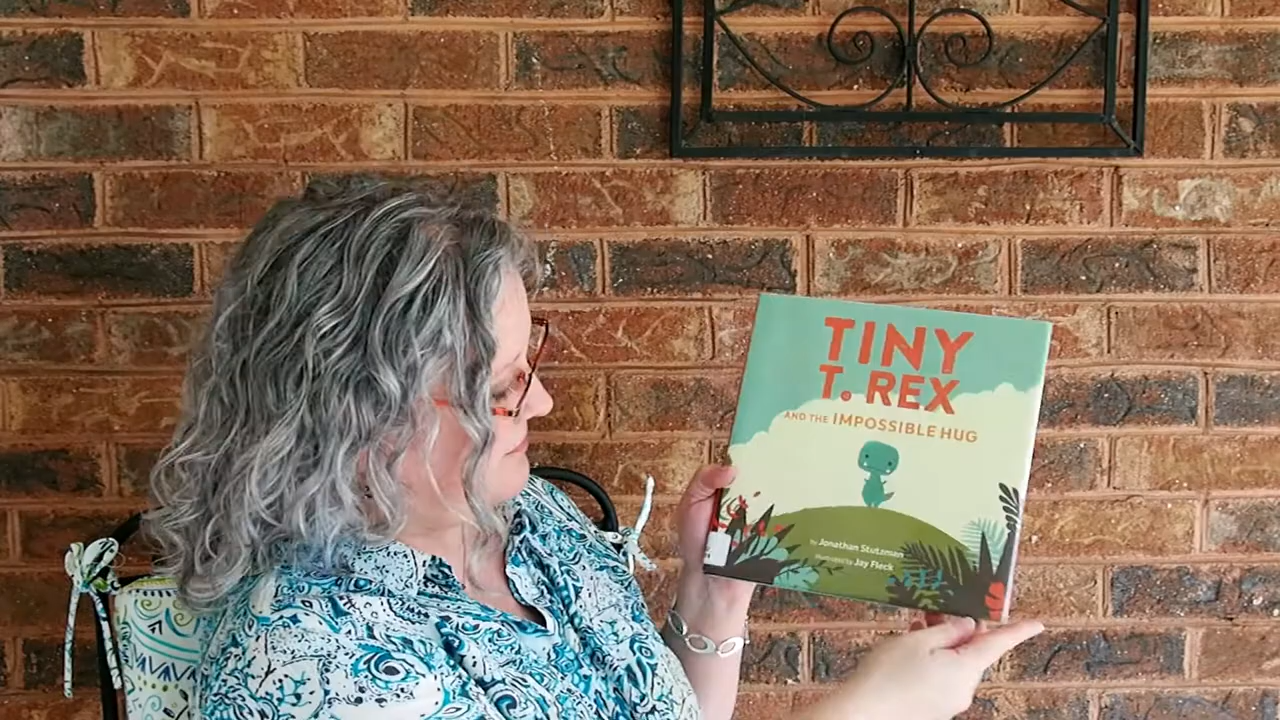 TINY
T. REX
AND THE IMPOSSIBLE HUG
by Jonathan Stutzman
illustrated by Jay Fleck